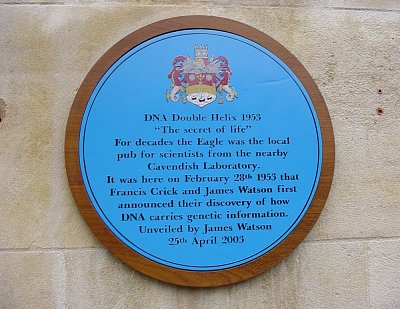 DNA Double Helix 1953
"The secret of life"
For decades the Eagle was the local
pub for scientists from the nearby
Cavendish Laboratory.
It was here on February 28th 1953 that
Francis Crick and James Watson first
announced their discovery of how
DNA carries genetic information.
Unveiled by James Watson
25th April 2003